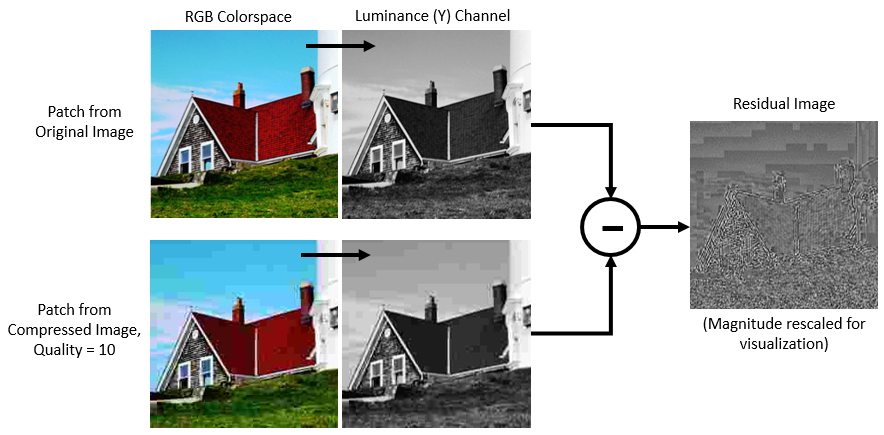 RGB Colorspace
Luminance (Y) Channel
Patch from
Original Image
Residual Image
Patch from
Compressed Image,
Quality = 10
(Magnitude rescaled for
visualization)